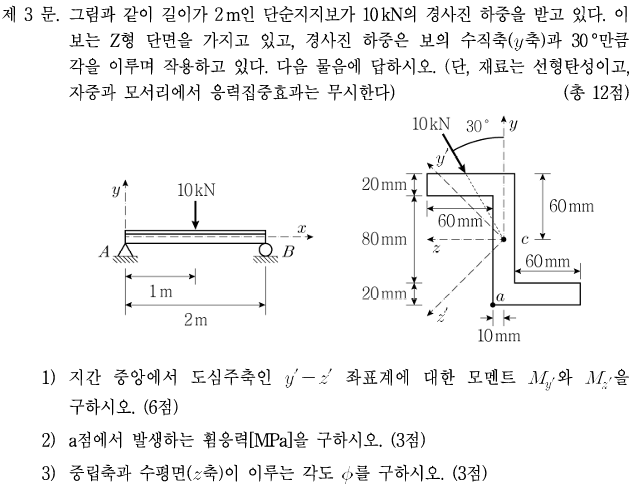 제 3 문. 그림과 같이 길이가 2 m인 단순지지보가 10 kN의 경사진 하중을 받고 있다. 이
보는 Z형 단면을 가지고 있고, 경사진 하중은 보의 수직축(y축)과 30°만큼
각을 이루며 작용하고 있다. 다음 물음에 답하시오. (단, 재료는 선형탄성이고,
자중과 모서리에서 응력집중효과는 무시한다) (총 12점)
10 kN 30° y
y′
y 10 kN
x
20 mm
60 mm
60 mm
A B
80 mm
z
c
60 mm
1 m
20 mm
z′
a
2 m
10 mm
1) 지간 중앙에서 도심주축인 y′−z′ 좌표계에 대한 모멘트 My′와 Mz′을
구하시오. (6점)
2) a점에서 발생하는 휨응력[MPa]을 구하시오. (3점)
3) 중립축과 수평면(z축)이 이루는 각도 ϕ를 구하시오. (3점)